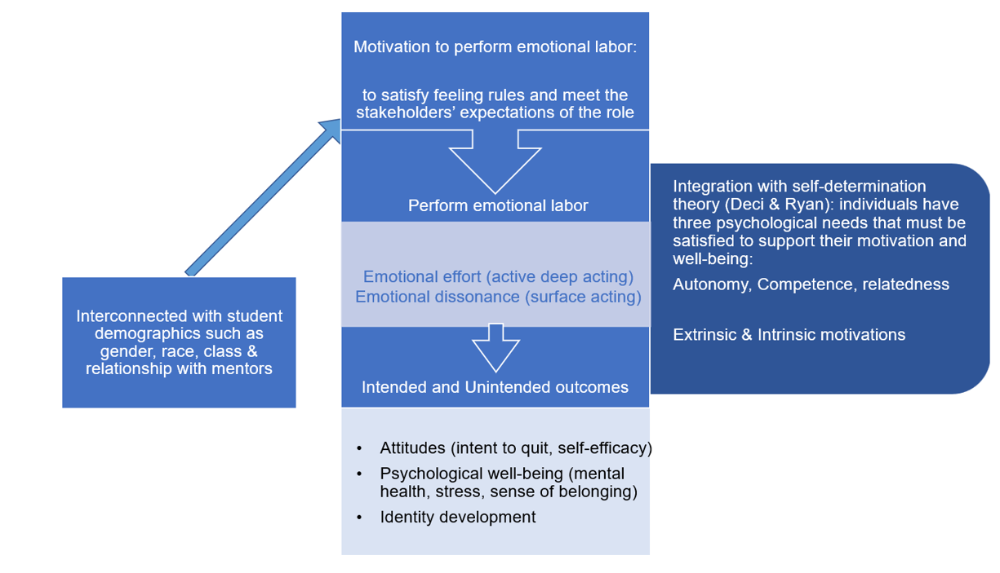 Motivation to perform emotional labor:
to satisfy feeling rules and meet the
stakeholders’ expectations of the role
Perform emotional labor
Emotional effort (active deep acting)
Emotional dissonance (surface acting)
Intended and Unintended outcomes
• Attitudes (intent to quit, self-efficacy)
• Psychological well-being (mental
health, stress, sense of belonging)
• Identity development
Interconnected with student
demographics such as
gender, race, class &
relationship with mentors
Integration with self-determination
theory (Deci & Ryan): individuals have
three psychological needs that must be
satisfied to support their motivation and
well-being:
Autonomy, Competence, relatedness
Extrinsic & Intrinsic motivations